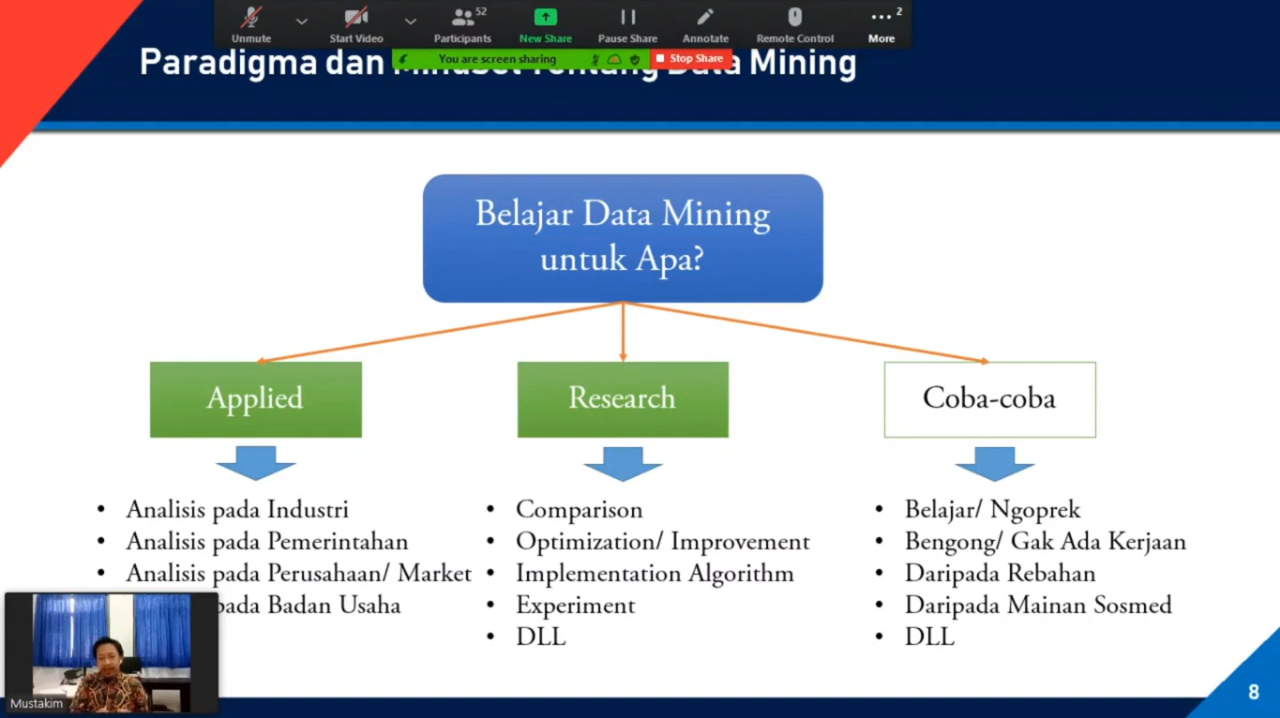 52
2
Unmute
Start Video
Participants
New Share
Pause Share
Annotate
Remote Control
More
You are screen sharing
Stop Share
Paradigma dan Mindset Tentang Data Mining
Belajar Data Mining
untuk Apa?
Applied
Research
Coba-coba
• Analisis pada Industri
• Analisis pada Pemerintahan
• Analisis pada Perusahaan/ Market
pada Badan Usaha
• Comparison
• Optimization/ Improvement
• Implementation Algorithm
• Experiment
• DLL
• Belajar/ Ngoprek
• Bengong/ Gak Ada Kerjaan
• Daripada Rebahan
• Daripada Mainan Sosmed
• DLL
Mustakim
8